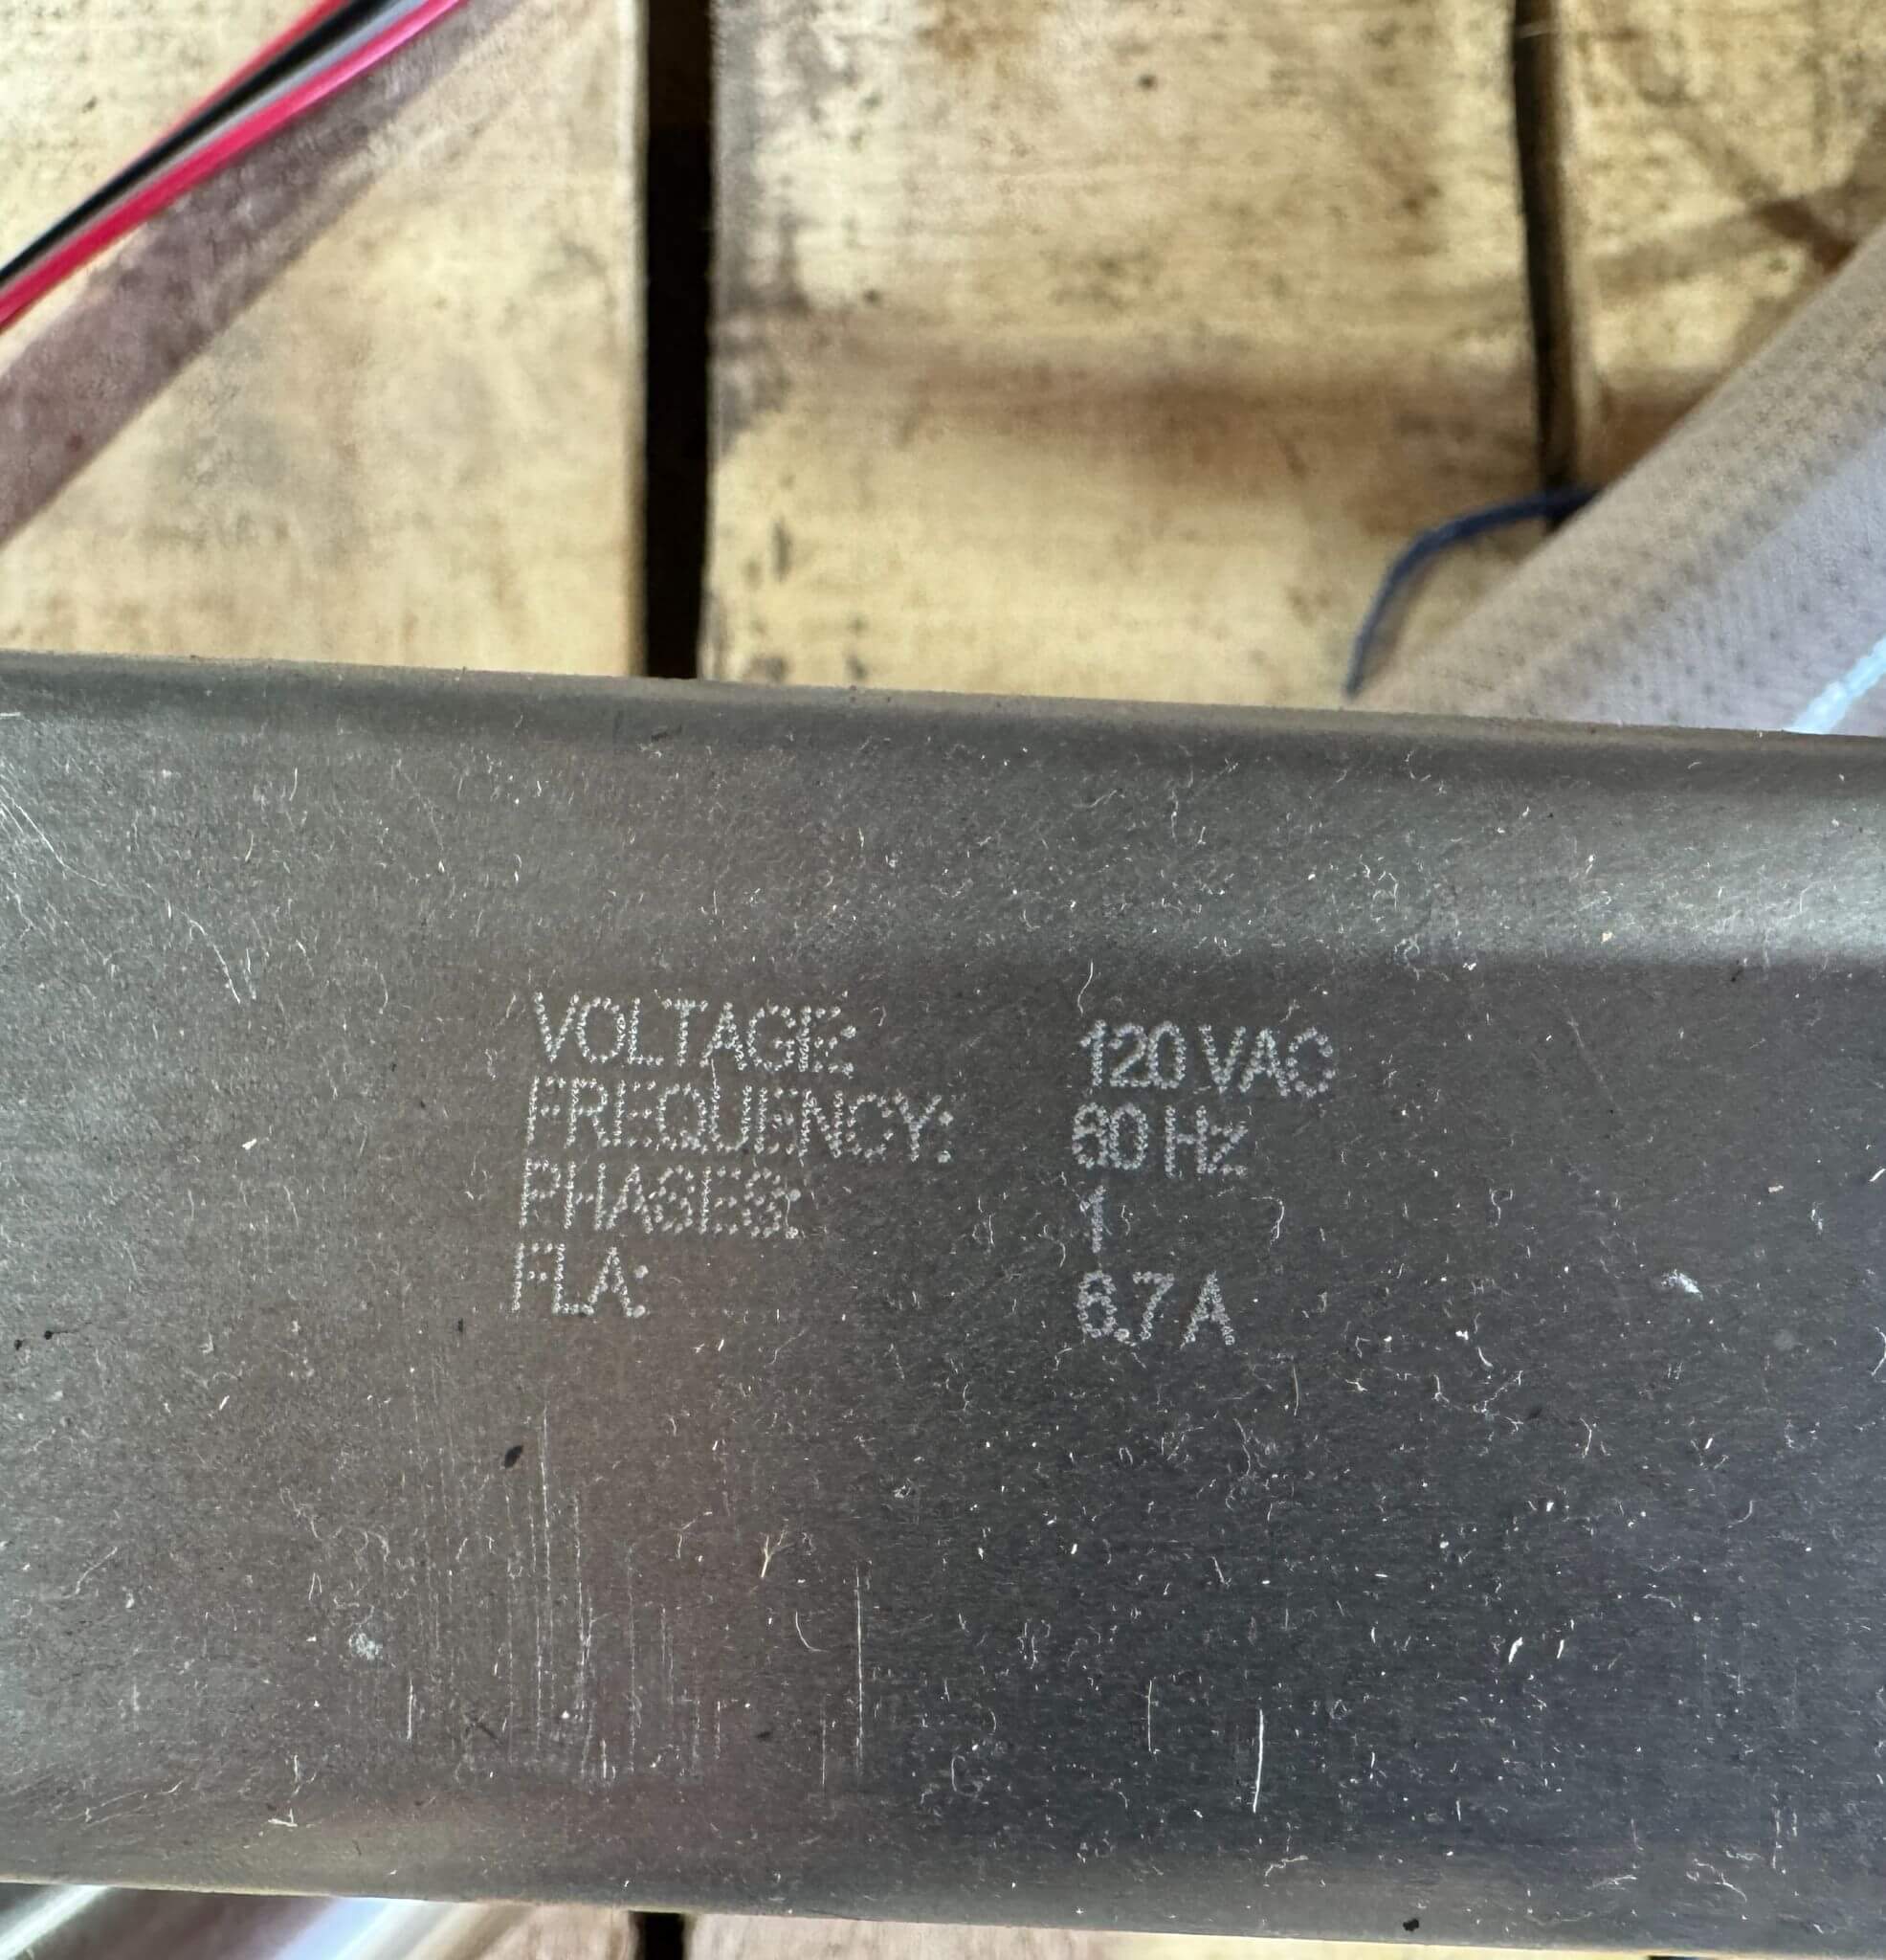 VOLTAGE: 120 VAC
FREQUENCY: 60 Hz
PHASES: 1
FLA: 6.7 A